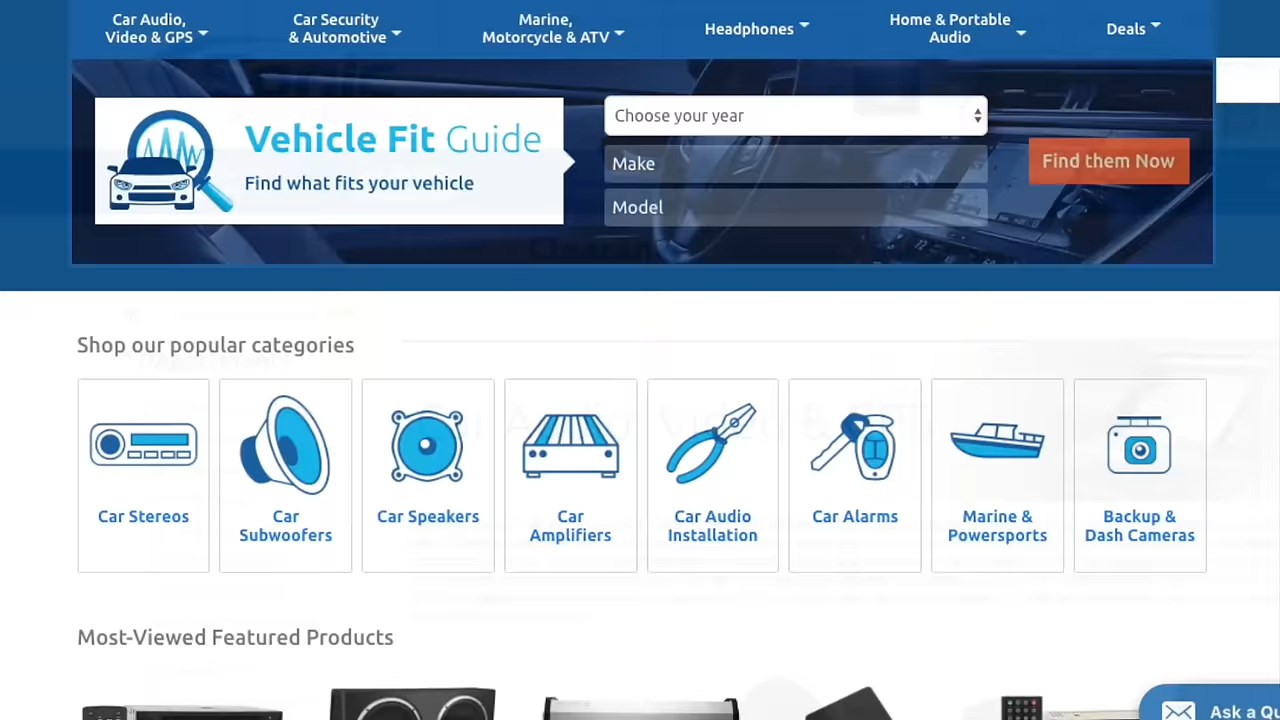 Car Audio,
Video & GPS
Car Security
& Automotive
Marine,
Motorcycle & ATV
Headphones
Home & Portable
Audio
Deals
Vehicle Fit Guide
Find what fits your vehicle
Choose your year
Make
Model
Find them Now
Shop our popular categories
Car Stereos
Car
Subwoofers
Car Speakers
Car
Amplifiers
Car Audio
Installation
Car Alarms
Marine &
Powersports
Backup &
Dash Cameras
Most-Viewed Featured Products
Ask a Qu